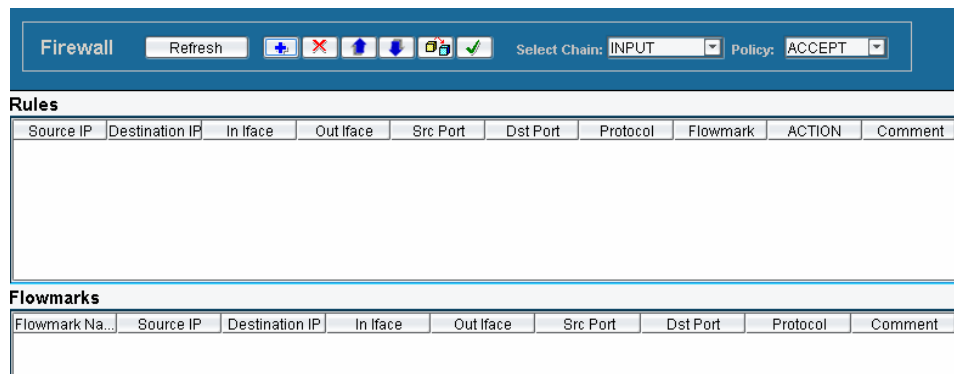 Firewall Refresh Select Chain: INPUT Policy: ACCEPT
Rules
Source IP Destination IP In Iface Out Iface Src Port Dst Port Protocol Flowmark ACTION Comment
Flowmarks
Flowmark Na... Source IP Destination IP In Iface Out Iface Src Port Dst Port Protocol Comment